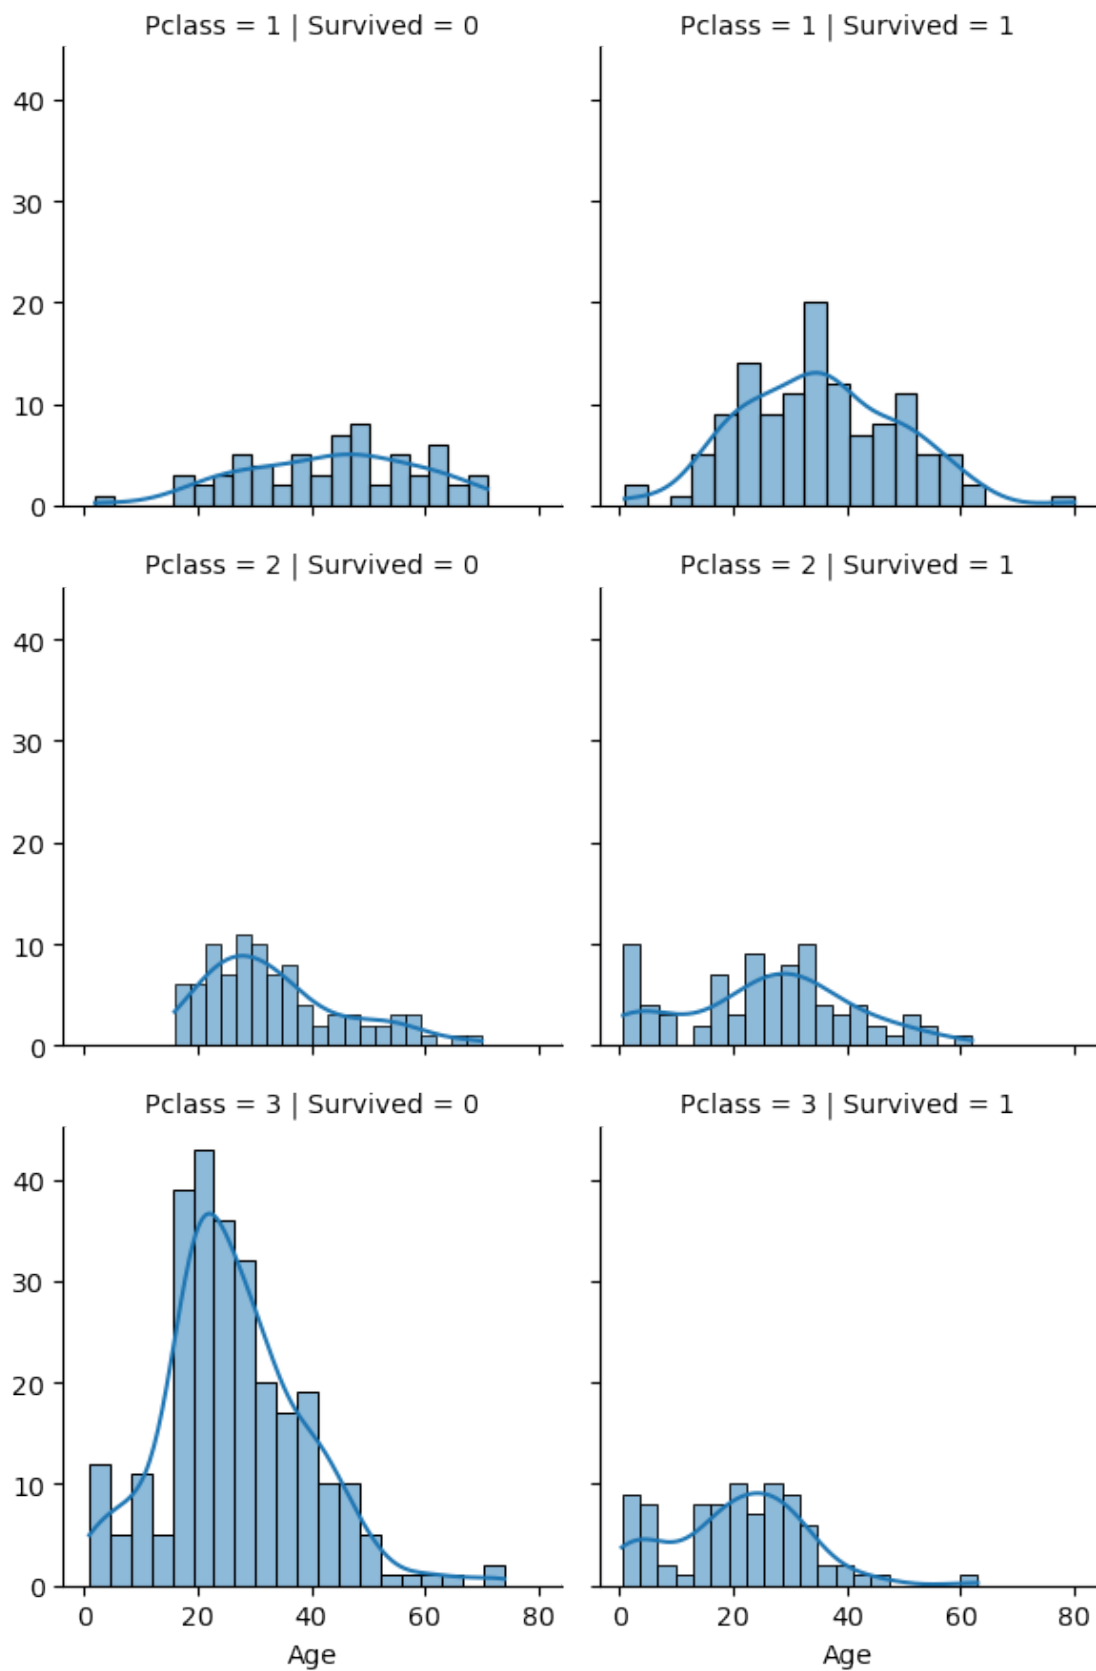 Pclass = 1 | Survived = 0
Pclass = 1 | Survived = 1
40
30
20
10
0
Pclass = 2 | Survived = 0
Pclass = 2 | Survived = 1
40
30
20
10
0
Pclass = 3 | Survived = 0
Pclass = 3 | Survived = 1
40
30
20
10
0
0 20 40 60 80
0 20 40 60 80
Age
Age